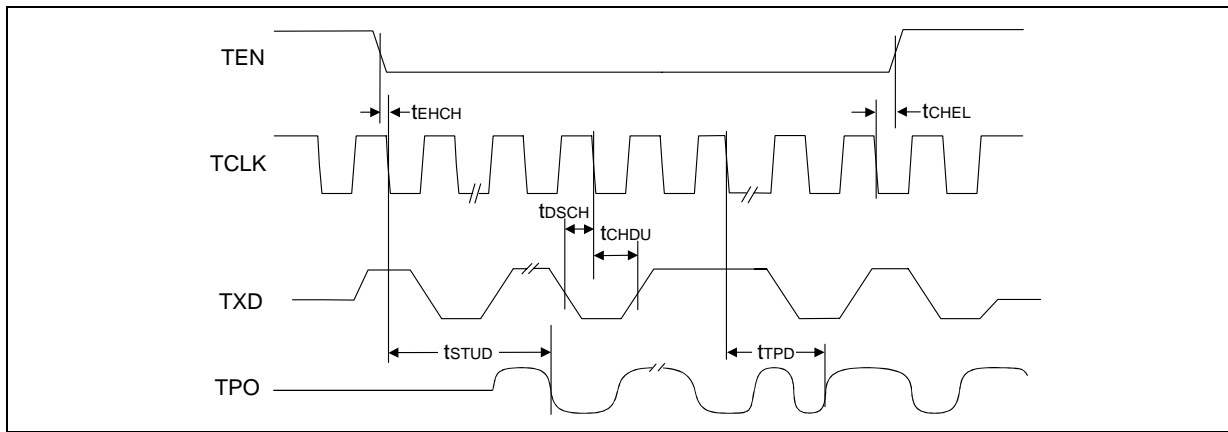 TEN
tEHCH
tCHEL
TCLK
tDSCH
tCHDU
TXD
tSTUD
tTPD
TPO